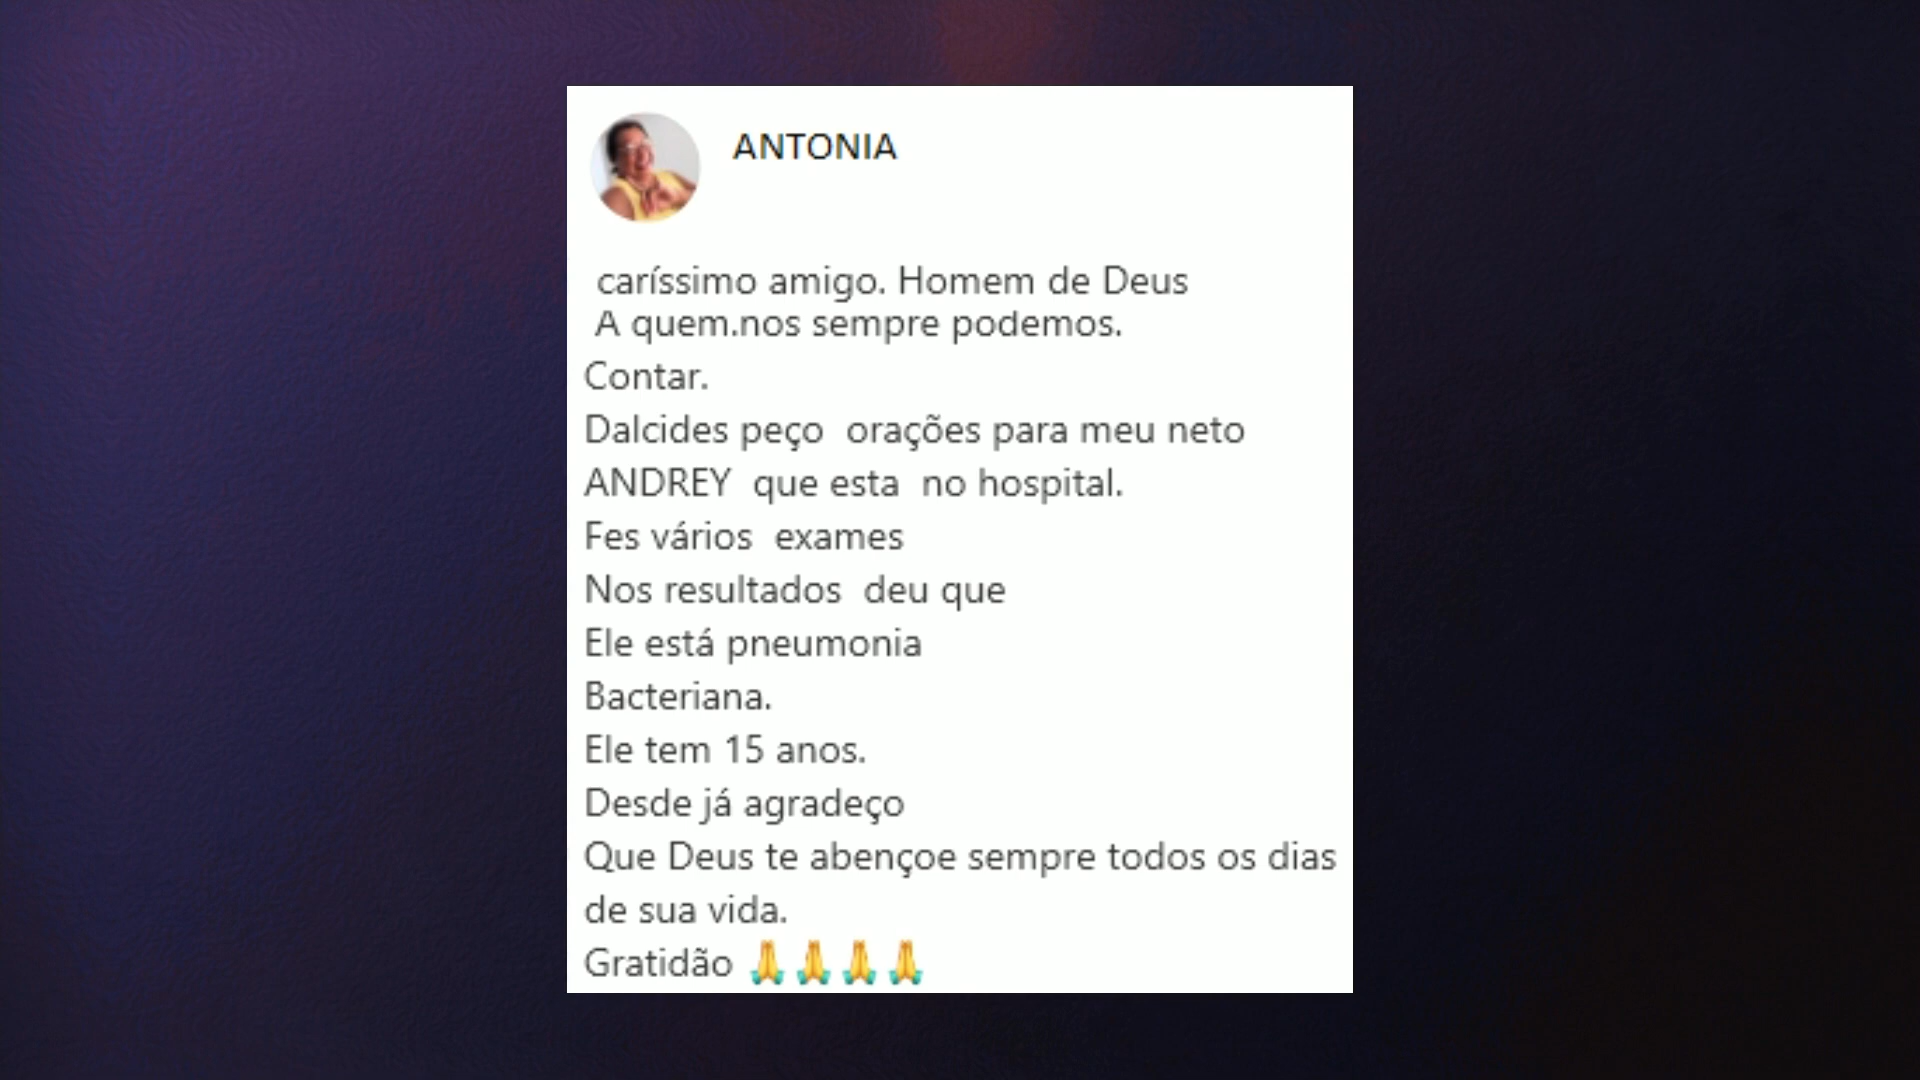 ANTONIA
caríssimo amigo. Homem de Deus
A quem.nos sempre podemos.
Contar.
Dalcides peço  orações para meu neto
ANDREY  que esta  no hospital.
Fes vários  exames
Nos resultados  deu que
Ele está pneumonia
Bacteriana.
Ele tem 15 anos.
Desde já agradeço
Que Deus te abençoe sempre todos os dias
de sua vida.
Gratidão 🙏🙏🙏🙏